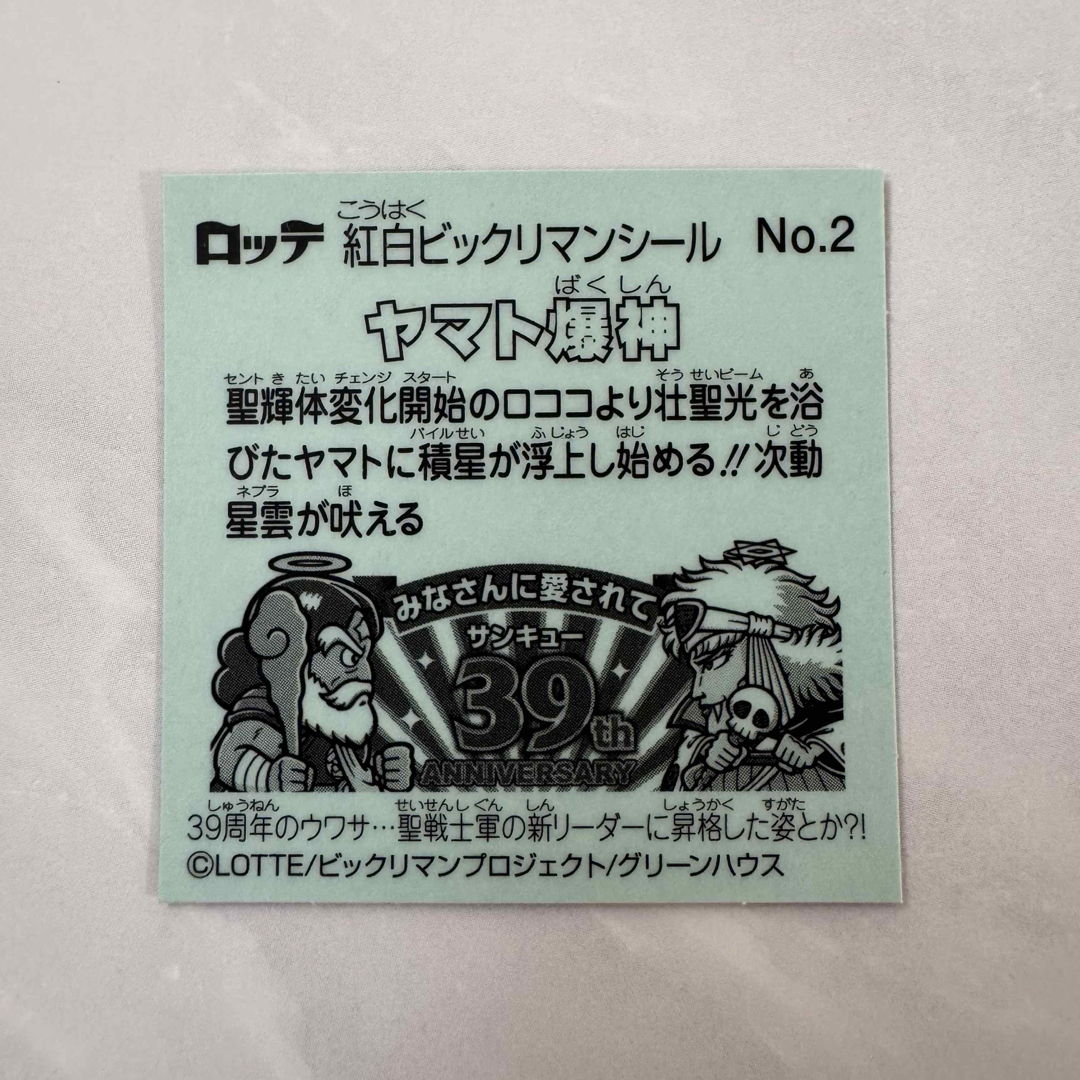 こうはく
ロッテ 紅白ビックリマンシール No.2
ばくしん
ヤマト爆神
セント き たい チェンジ スタート そう せいビーム あ
聖輝体変化開始のロココより壮聖光を浴
パイルせい ふじょう はじ じ どう
びたヤマトに積星が浮上し始める!!次動
ネブラ ほ
星雲が吠える
みなさんに愛されて
サンキュー
39th
ANNIVERSARY
しゅうねん せいせんし ぐん しん しょうかく すがた
39周年のウワサ…聖戦士軍の新リーダーに昇格した姿とか?!
©LOTTE/ビックリマンプロジェクト/グリーンハウス